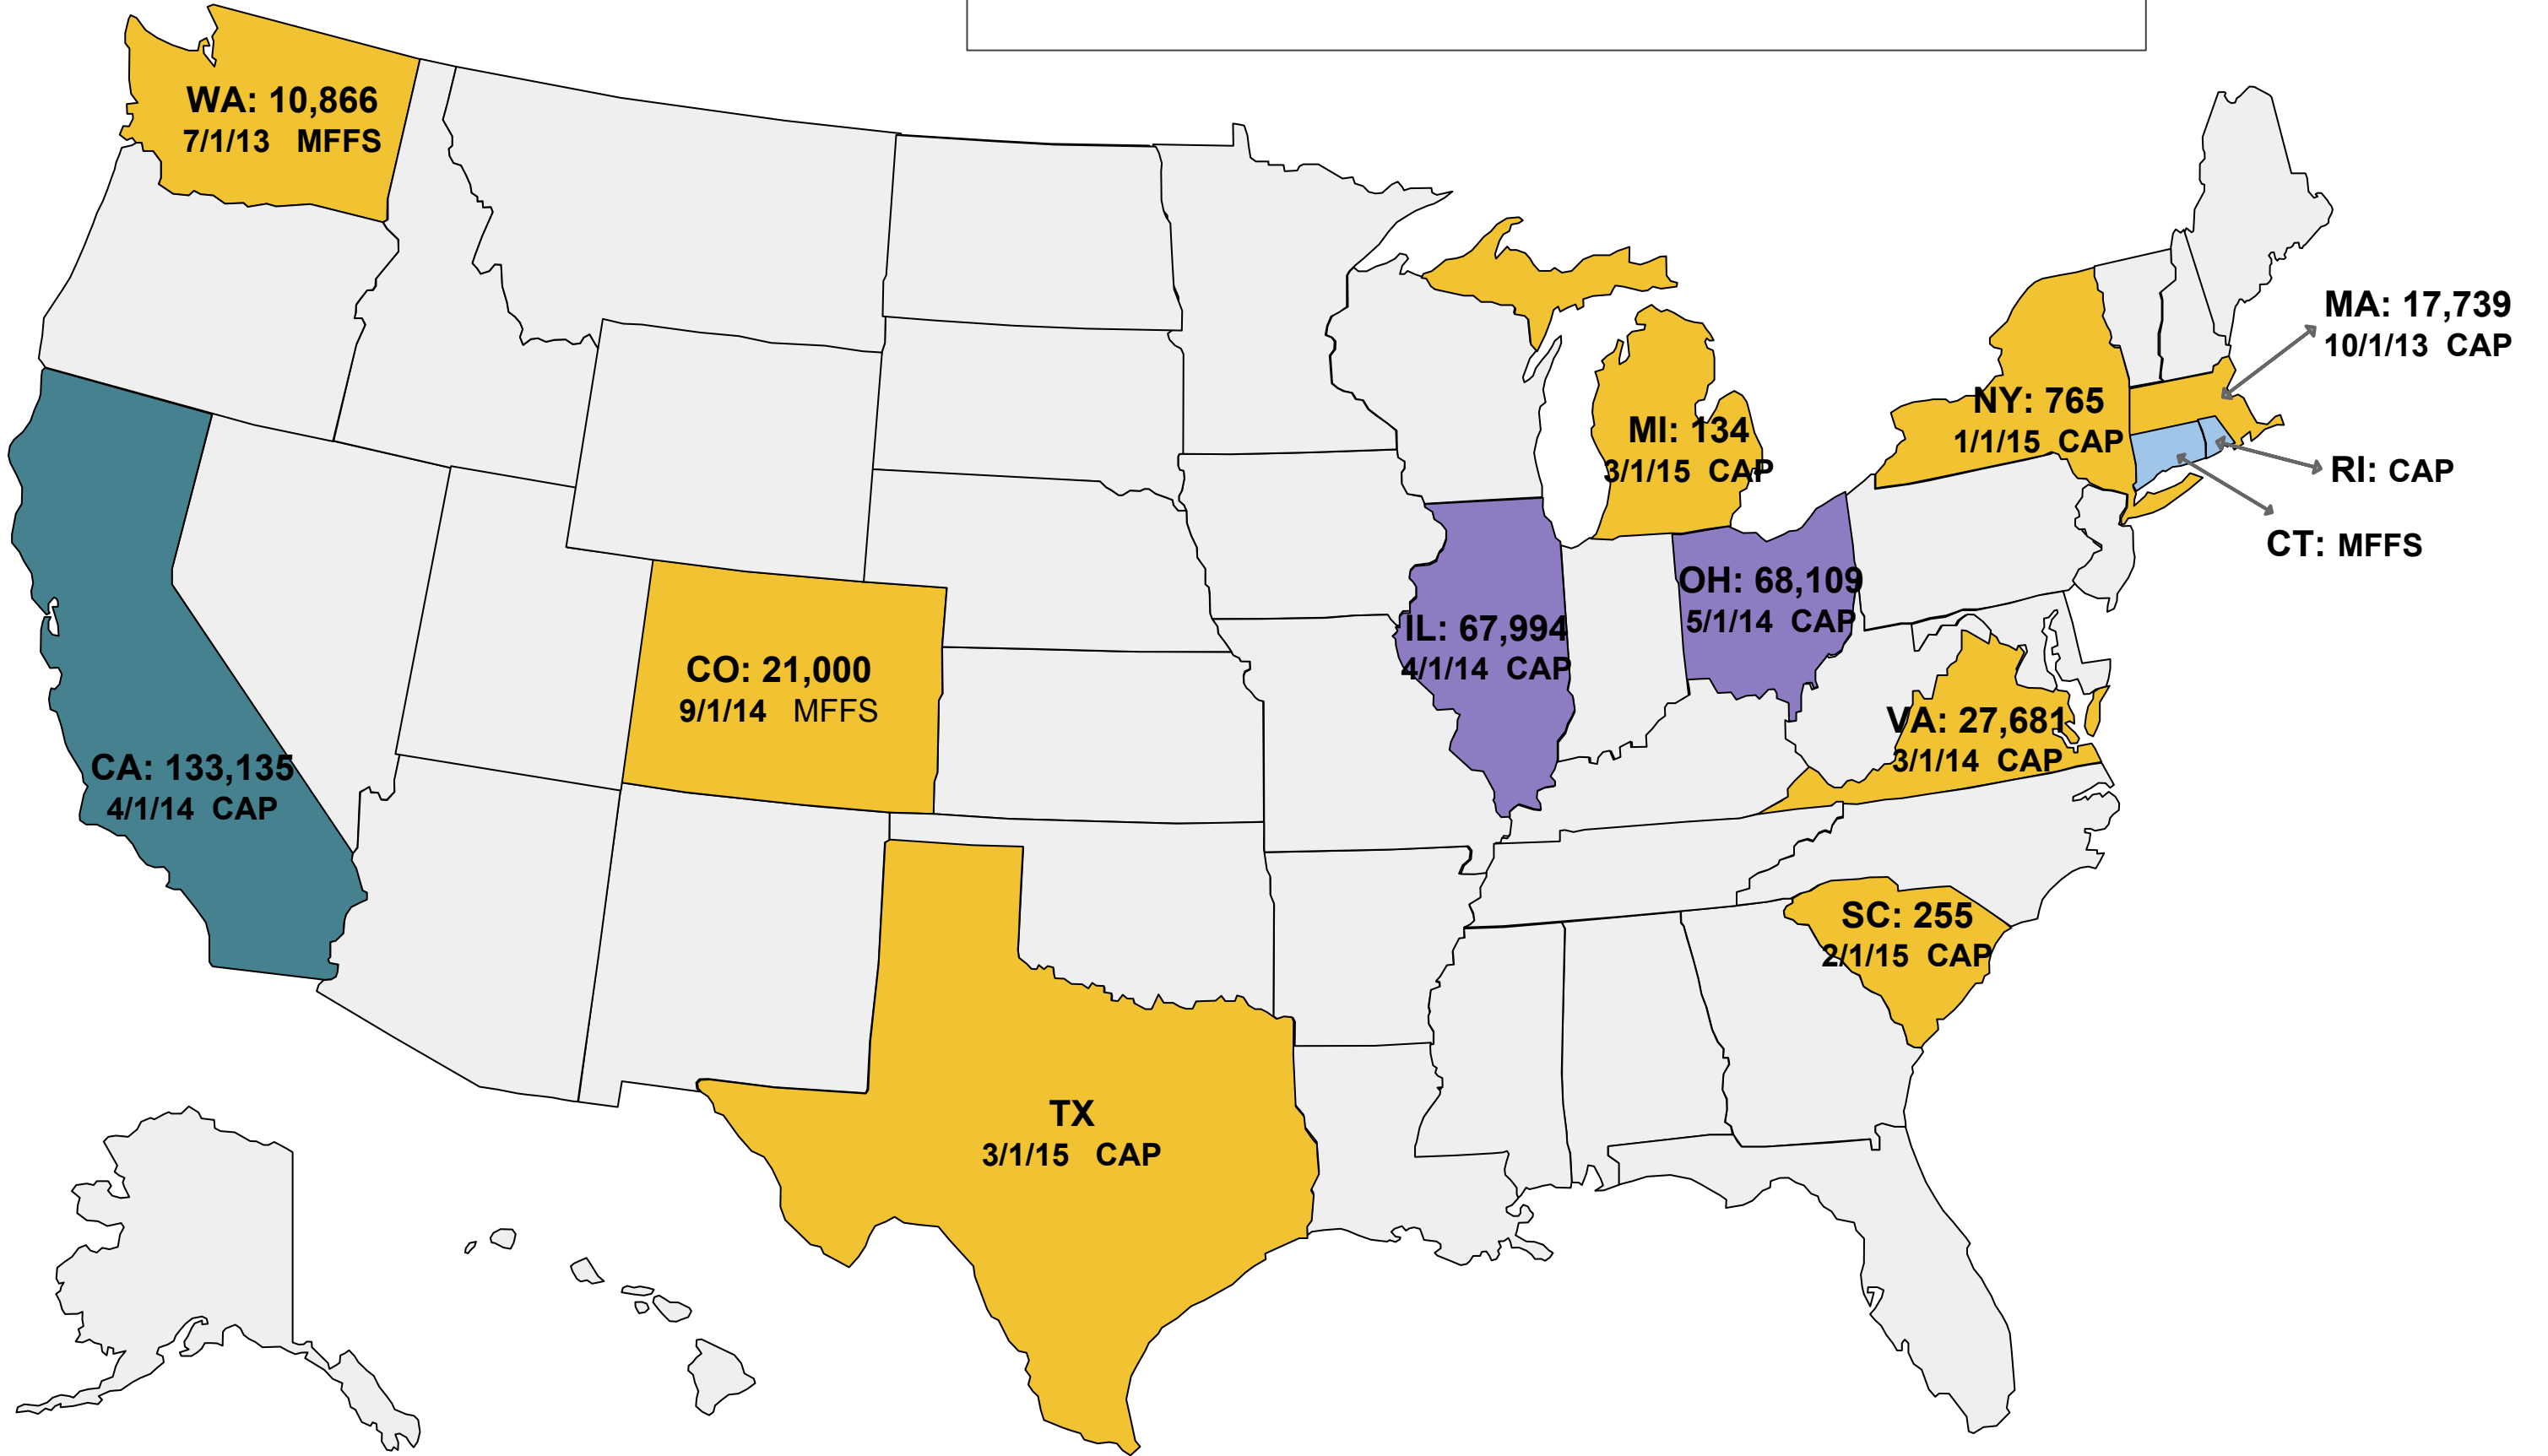 WA: 10,866
7/1/13 MFFS
MA: 17,739
10/1/13 CAP
NY: 765
1/1/15 CAP
MI: 134
3/1/15 CAP
RI: CAP
CT: MFFS
OH: 68,109
5/1/14 CAP
IL: 67,994
4/1/14 CAP
CO: 21,000
9/1/14 MFFS
VA: 27,681
3/1/14 CAP
CA: 133,135
4/1/14 CAP
SC: 255
2/1/15 CAP
TX
3/1/15 CAP